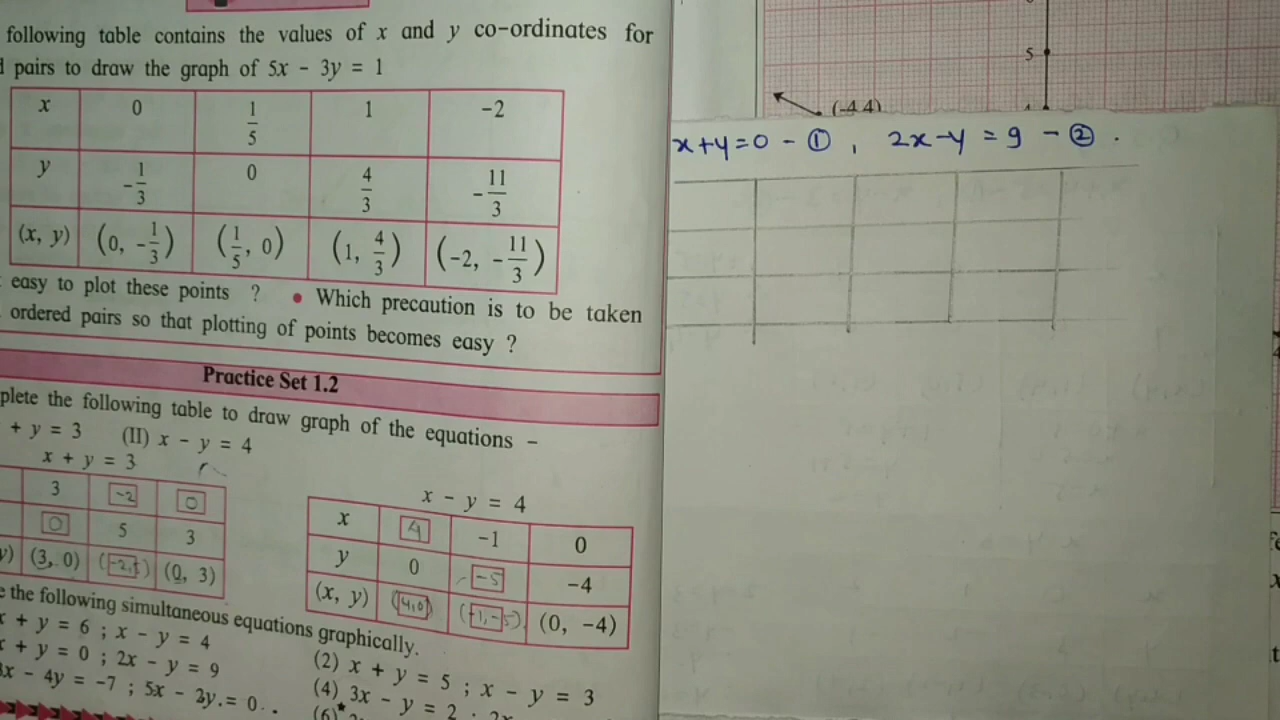 following table contains the values of x and y co-ordinates for
pairs to draw the graph of 5x - 3y = 1
x 0 1/5 1 -2
y -1/3 0 4/3 -11/3
(x, y) (0, -1/3) (1/5, 0) (1, 4/3) (-2, -11/3)
easy to plot these points ? • Which precaution is to be taken
ordered pairs so that plotting of points becomes easy ?
Practice Set 1.2
the following table to draw graph of the equations -
+ y = 3 (II) x - y = 4
x + y = 3
3 -2 0
0 5 3
(3, 0) (-2,5) (0, 3)
x - y = 4
x 4 -1 0
y 0 -5 -4
(x, y) (4,0) (-1,-5) (0, -4)
the following simultaneous equations graphically.
x + y = 6 ; x - y = 4
(2) x + y = 5 ; x - y = 3
x + y = 0 ; 2x - y = 9
(4) 3x - y = 2 ; 2x
3x - 4y = -7 ; 5x - 2y = 0
(6)
5
(-4,4)
x+y=0 - ① , 2x-y = 9 - ② .